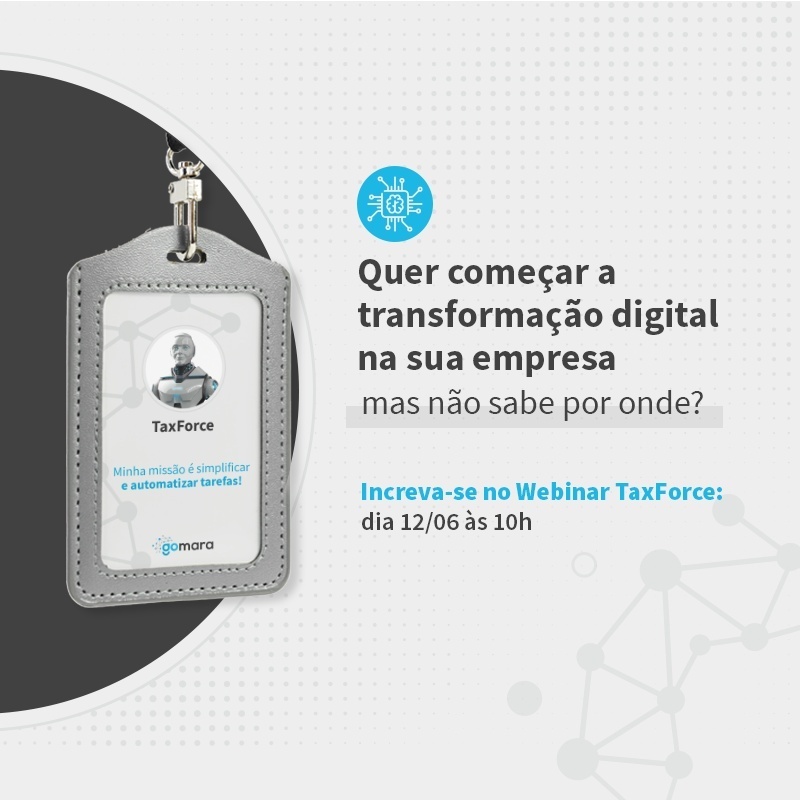 TaxForce
Minha missão é simplificar
e automatizar tarefas!
gomara
Quer começar a
transformação digital
na sua empresa
mas não sabe por onde?
Increva-se no Webinar TaxForce:
dia 12/06 às 10h